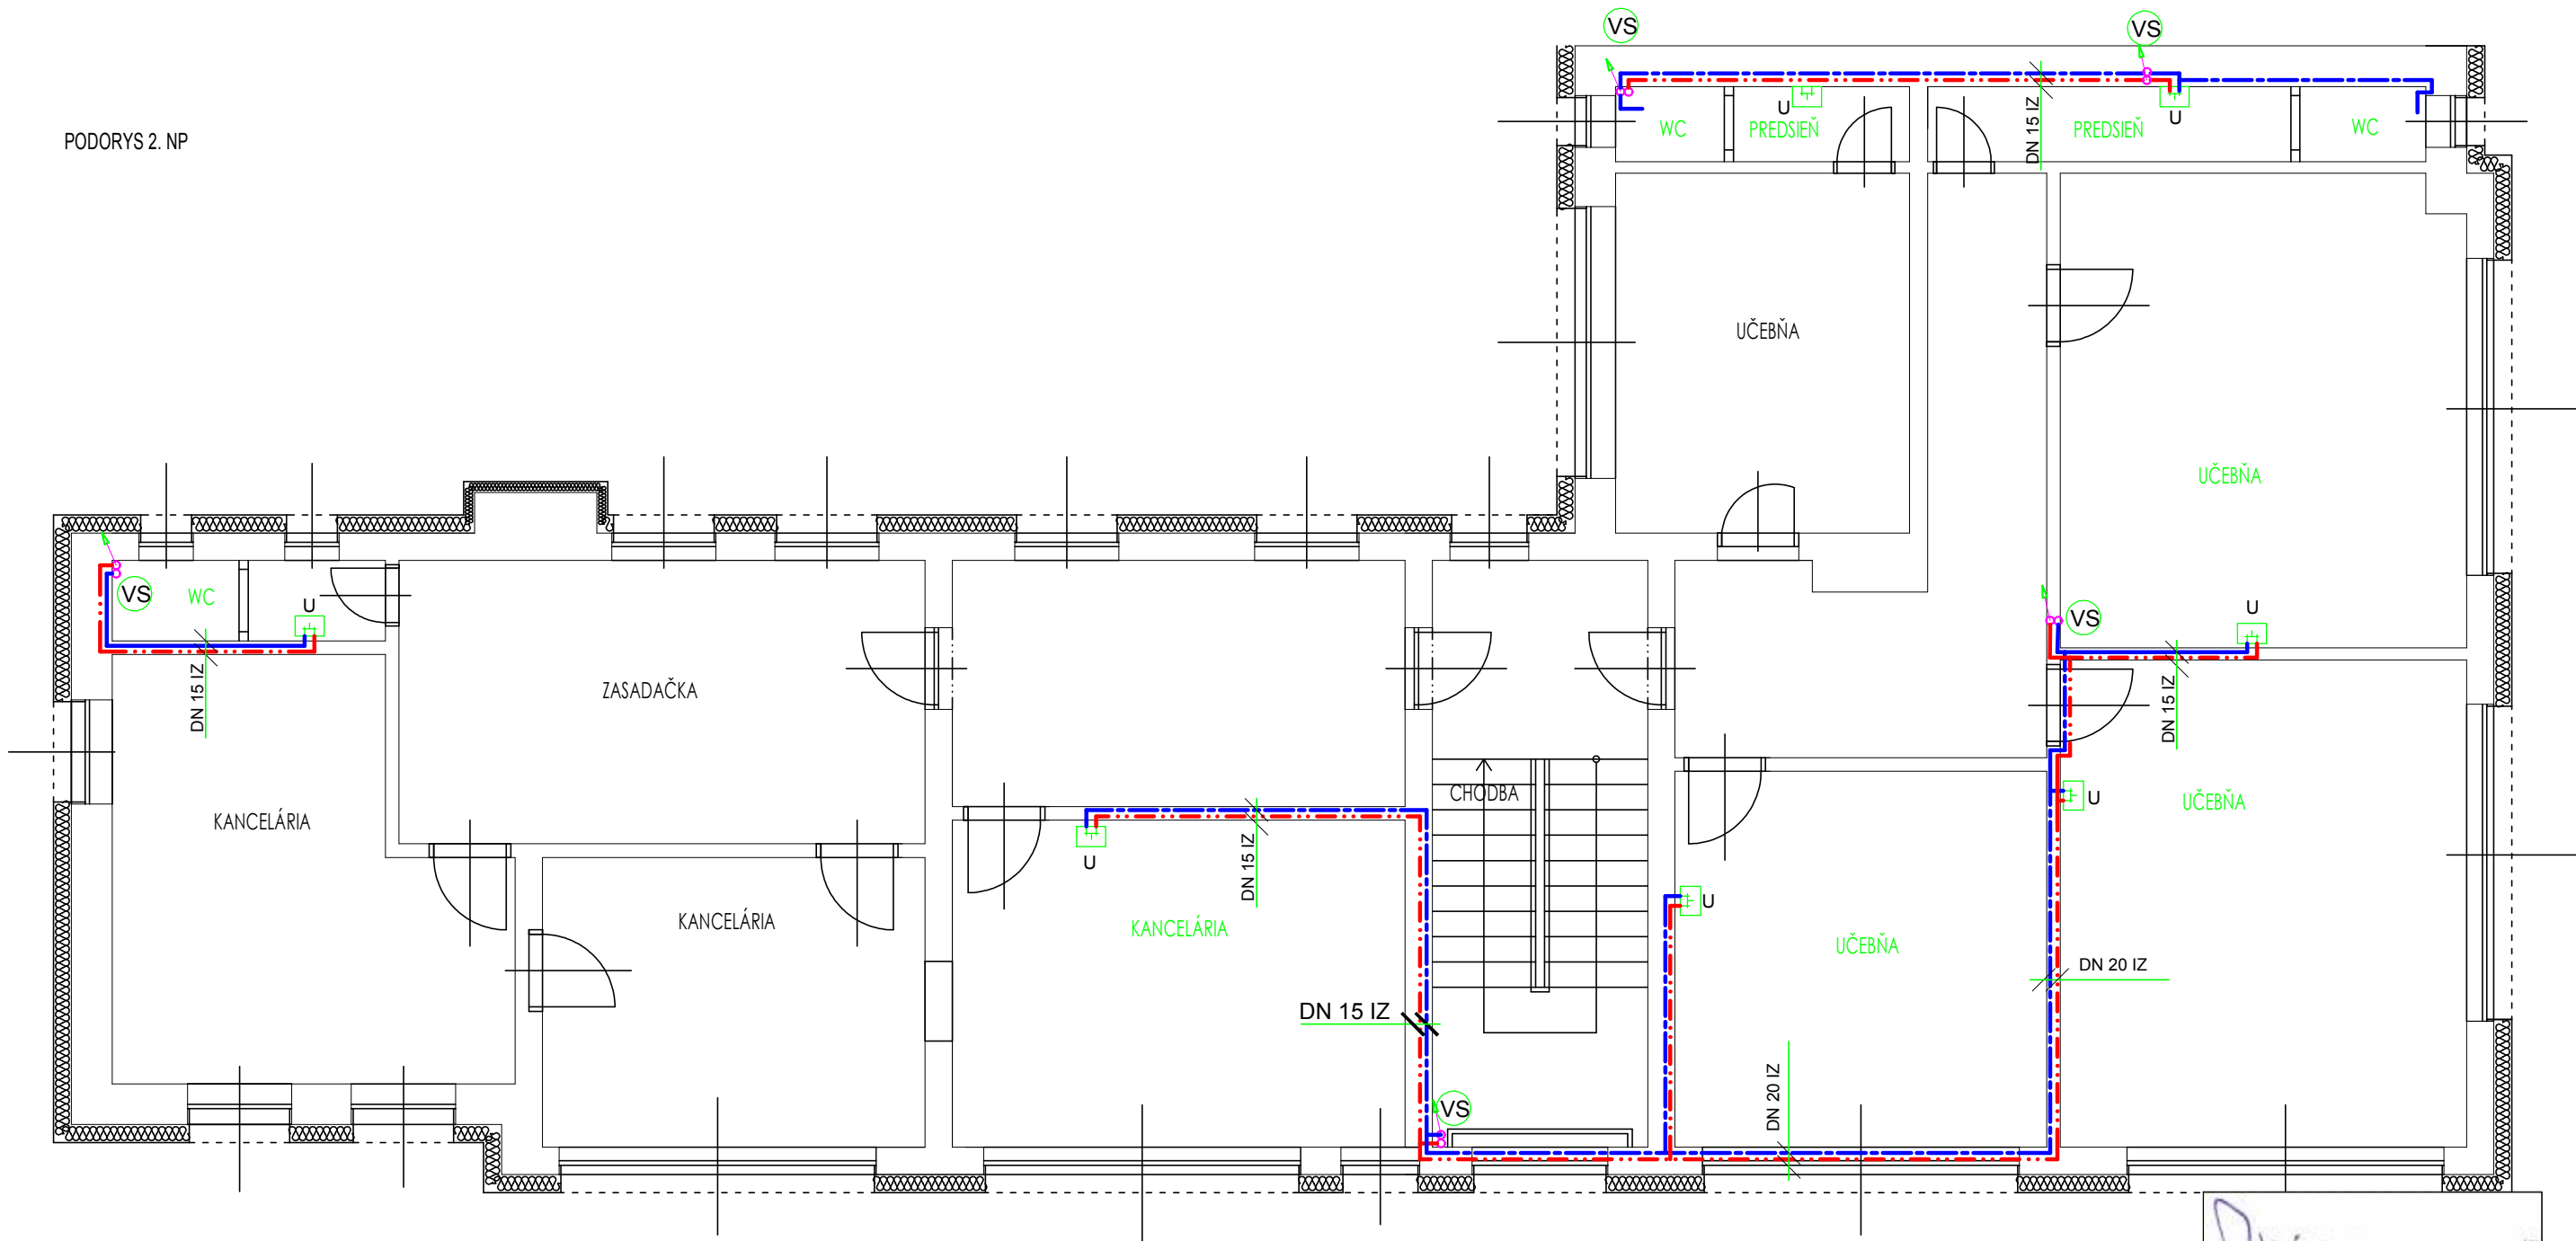 VS
VS
PODORYS 2. NP
WC
U
PREDSIEŇ
DN 15 IZ
PREDSIEŇ
U
WC
UČEBŇA
UČEBŇA
VS
WC
U
VS
U
DN 15 IZ
ZASADAČKA
DN 15 IZ
KANCELÁRIA
CHODBA
U
UČEBŇA
U
DN 15 IZ
KANCELÁRIA
KANCELÁRIA
U
UČEBŇA
DN 20 IZ
DN 15 IZ
DN 20 IZ
VS